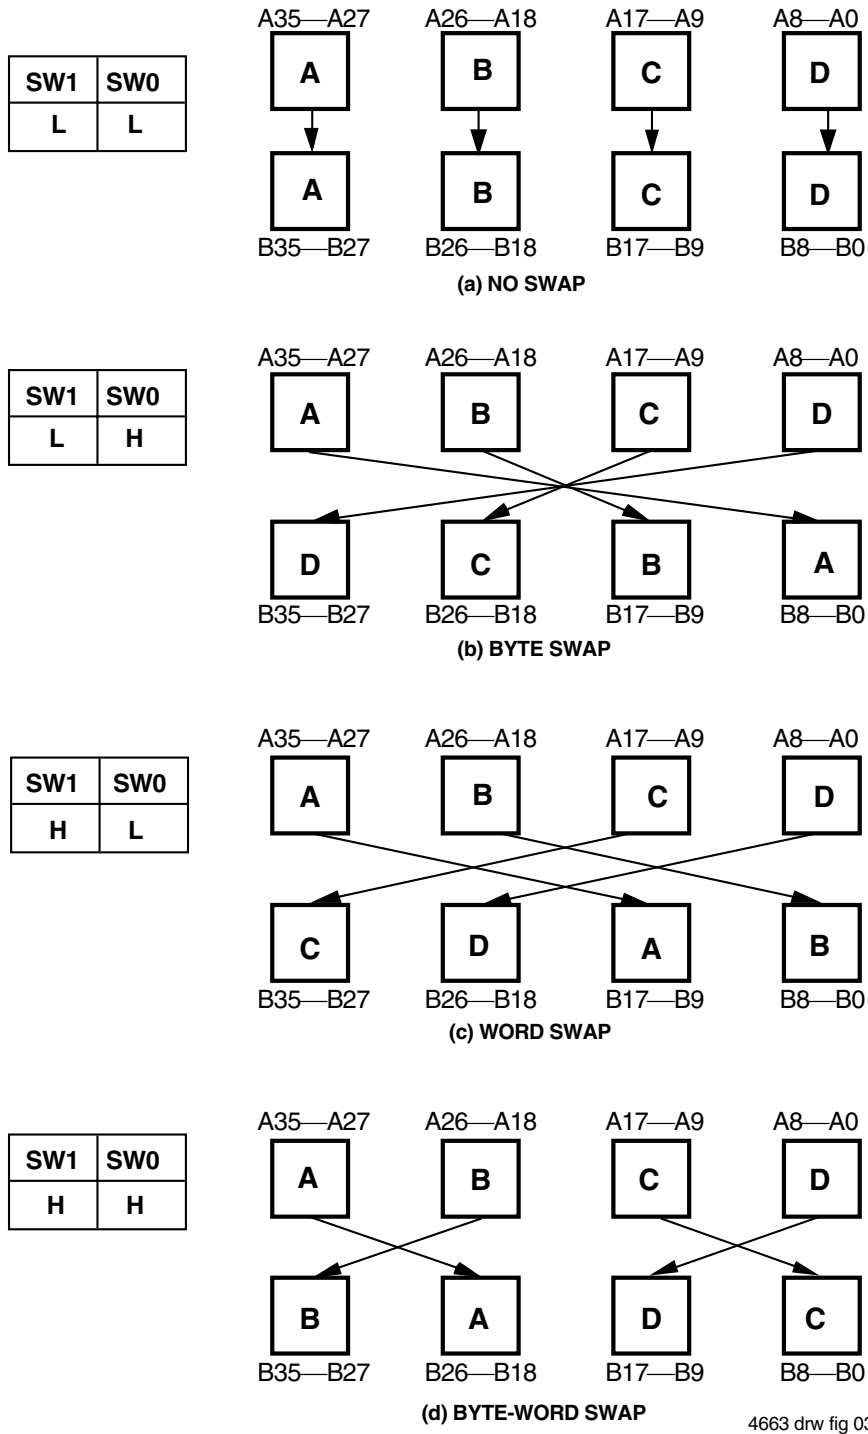 A35—A27 A26—A18 A17—A9 A8—A0
SW1 SW0
A B C D
L L
A B C D
B35—B27 B26—B18 B17—B9 B8—B0
(a) NO SWAP
A35—A27 A26—A18 A17—A9 A8—A0
SW1 SW0
A B C D
L H
D C B A
B35—B27 B26—B18 B17—B9 B8—B0
(b) BYTE SWAP
A35—A27 A26—A18 A17—A9 A8—A0
SW1 SW0
A B C D
H L
C D A B
B35—B27 B26—B18 B17—B9 B8—B0
(c) WORD SWAP
A35—A27 A26—A18 A17—A9 A8—A0
SW1 SW0
A B C D
H H
B A D C
B35—B27 B26—B18 B17—B9 B8—B0
(d) BYTE-WORD SWAP
4663 drw fig 03